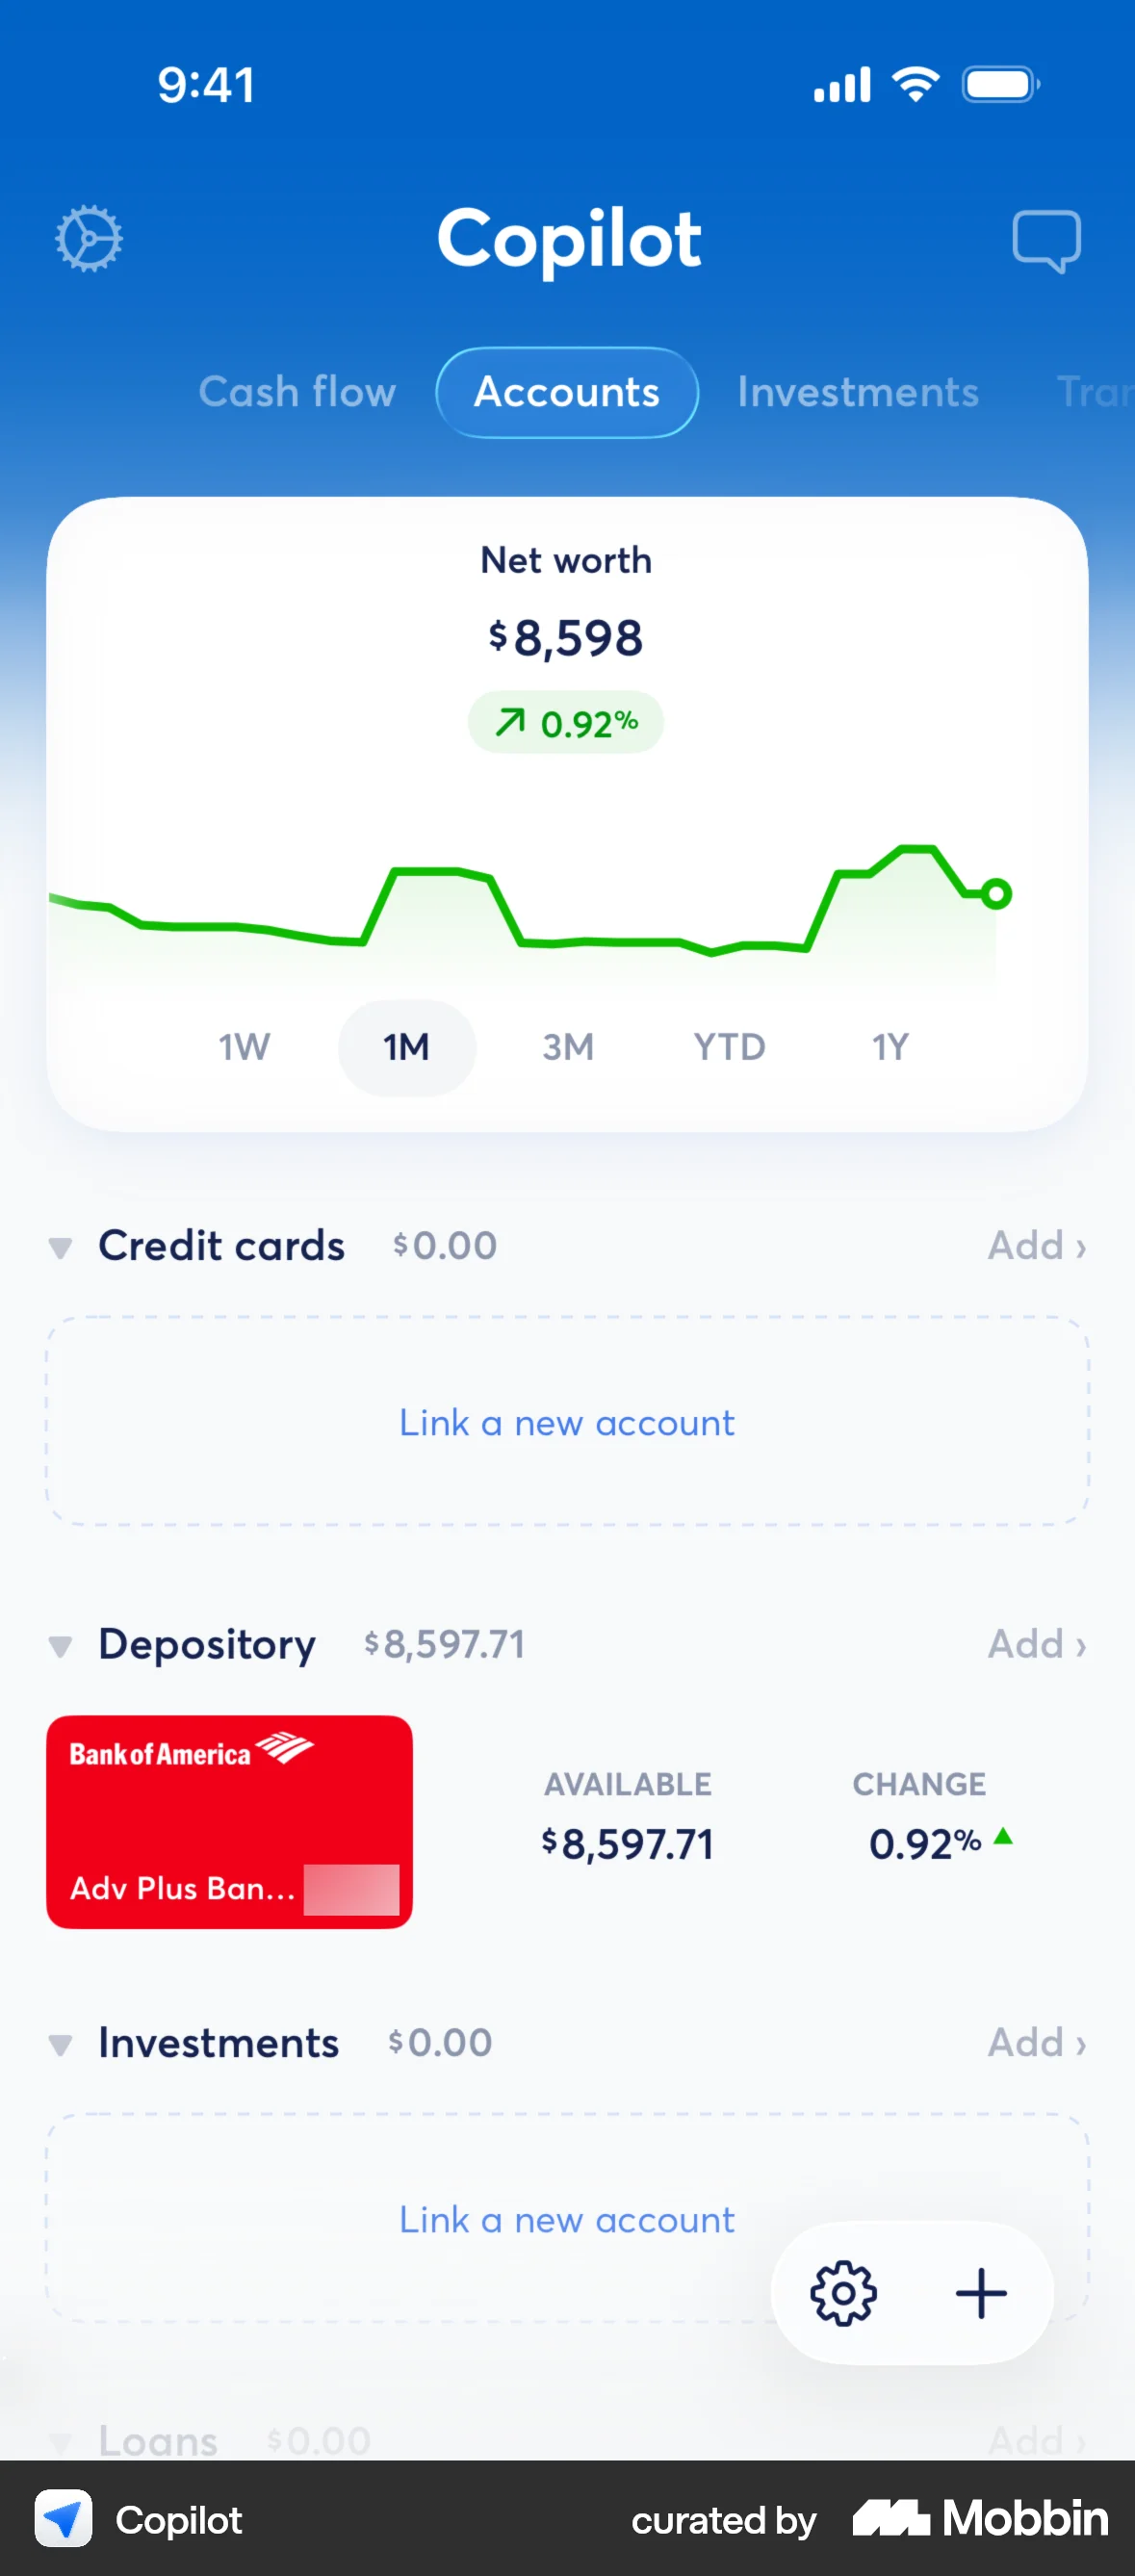 9:41
Copilot
Cash flow Accounts Investments Tran
Net worth
$8,598
0.92%
1W 1M 3M YTD 1Y
Credit cards $0.00 Add ›
Link a new account
Depository $8,597.71 Add ›
Bank of America
AVAILABLE CHANGE
$8,597.71 0.92%
Adv Plus Ban...
Investments $0.00 Add ›
Link a new account
Loans $0.00 Add ›
Copilot curated by Mobbin